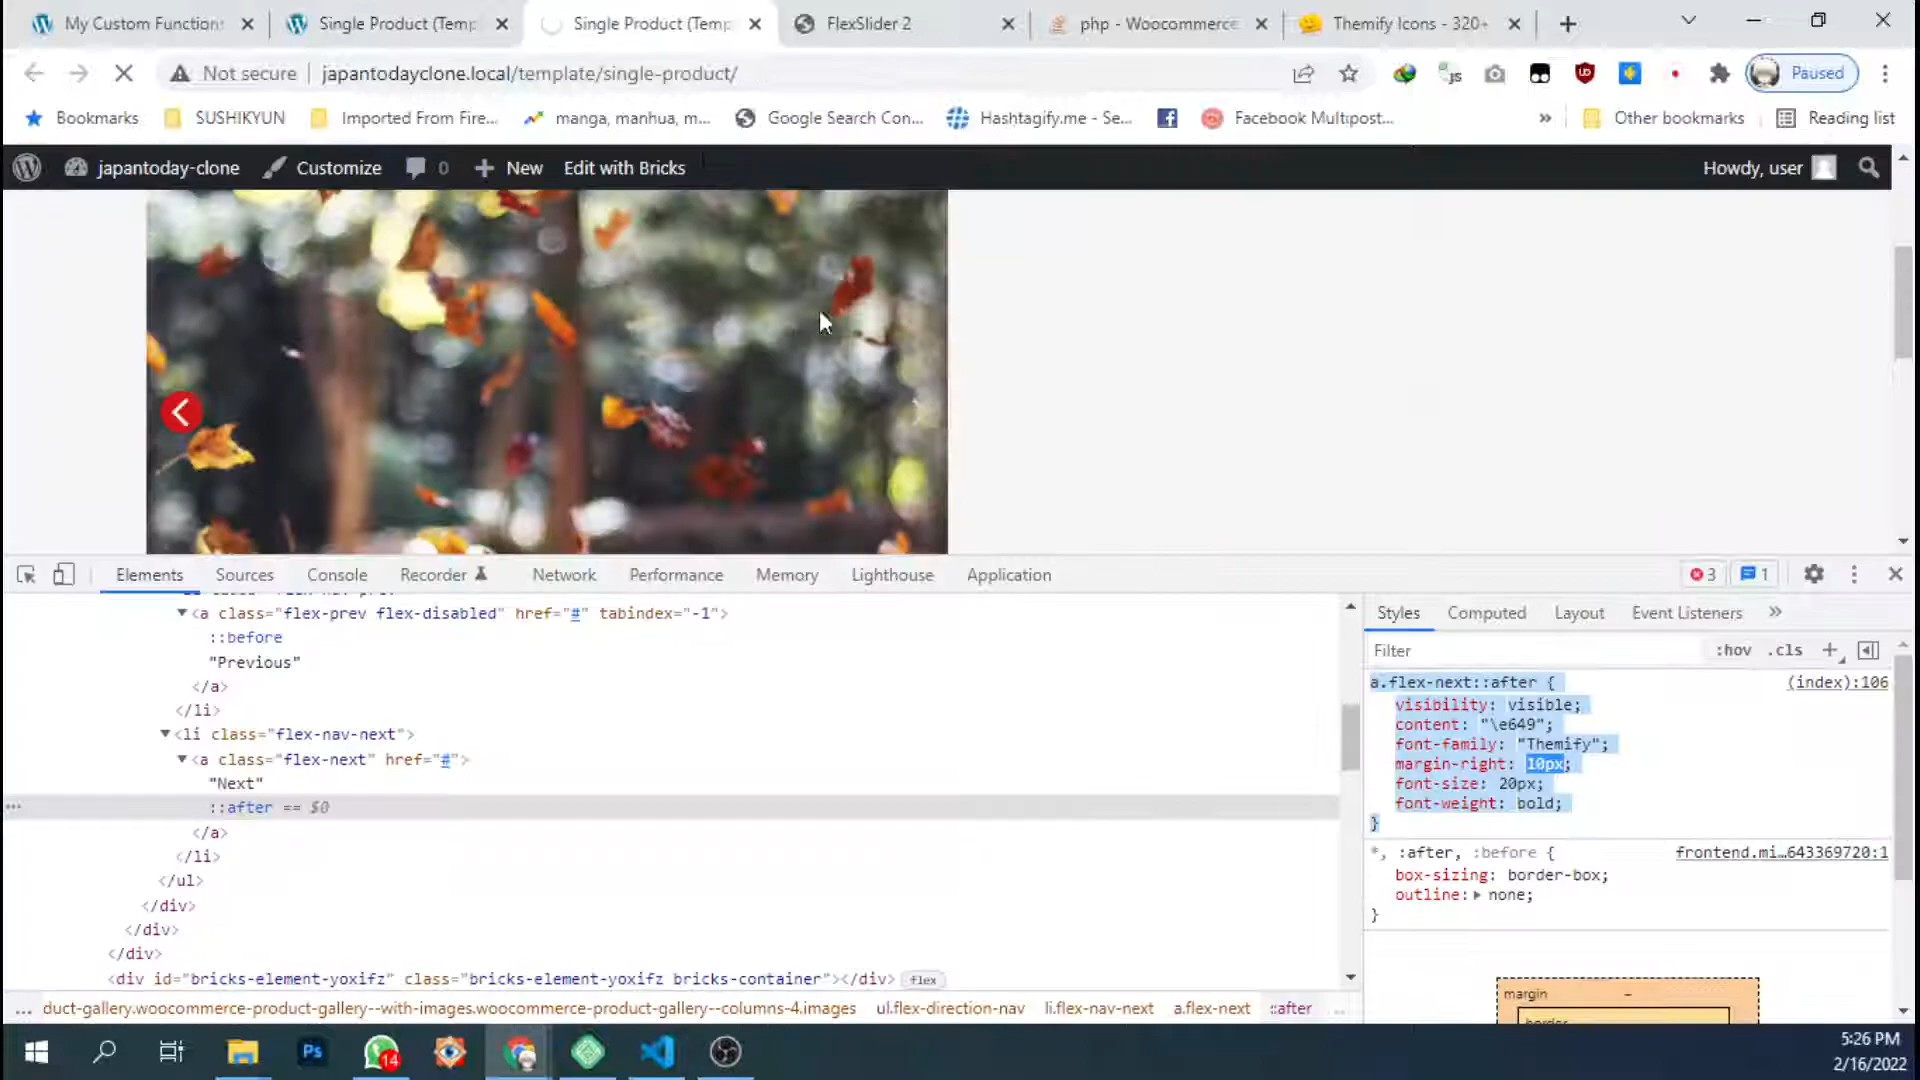 My Custom Function:
Single Product (Temp
Single Product (Temp
FlexSlider 2
php - Woocommerce
Themify Icons - 320+
Not secure
japantodayclone.local/template/single-product/
Paused
Bookmarks
SUSHIKYUN
Imported From Fire...
manga, manhua, m...
Google Search Con...
Hashtagify.me - Se...
Facebook Multipost...
Other bookmarks
Reading list
japantoday-clone
Customize
0
New
Edit with Bricks
Howdy, user
Elements
Sources
Console
Recorder
Network
Performance
Memory
Lighthouse
Application
3
1
<a class="flex-prev flex-disabled" href="#" tabindex="-1">
::before
"Previous"
</a>
</li>
<li class="flex-nav-next">
<a class="flex-next" href="#">
"Next"
::after == $0
</a>
</li>
</ul>
</div>
</div>
</div>
<div id="bricks-element-yoxifz" class="bricks-element-yoxifz bricks-container"></div> flex
... duct-gallery.woocommerce-product-gallery--with-images.woocommerce-product-gallery--columns-4.images ul.flex-direction-nav li.flex-nav-next a.flex-next ::after ...
Styles
Computed
Layout
Event Listeners
Filter
:hov .cls
a.flex-next::after { (index):106
visibility: visible;
content: "\e649";
font-family: "Themify";
margin-right: 10px;
font-size: 20px;
font-weight: bold;
}
*, :after, :before { frontend.mi…643369720:1
box-sizing: border-box;
outline: none;
}
margin -
border
Ps
14
5:26 PM
2/16/2022